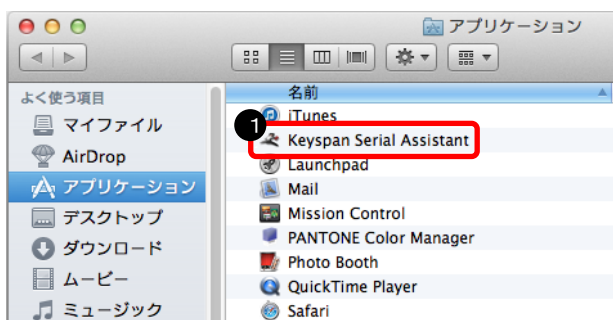 アプリケーション
よく使う項目
マイファイル
AirDrop
アプリケーション
デスクトップ
ダウンロード
ムービー
ミュージック
名前
iTunes
1
Keyspan Serial Assistant
Launchpad
Mail
Mission Control
PANTONE Color Manager
Photo Booth
QuickTime Player
Safari